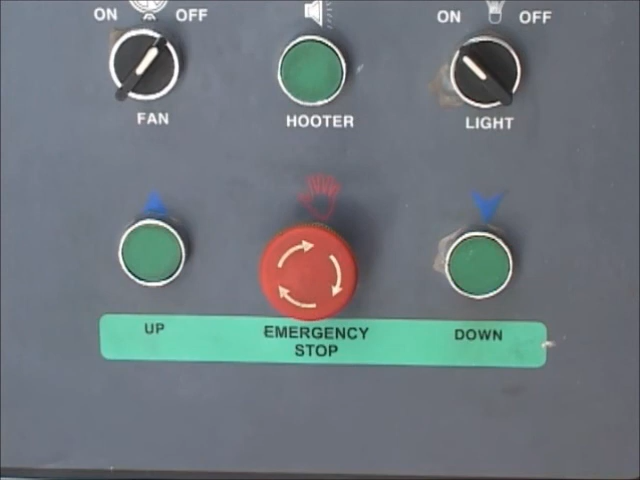 ON OFF
ON OFF
FAN
HOOTER
LIGHT
UP
EMERGENCY
STOP
DOWN